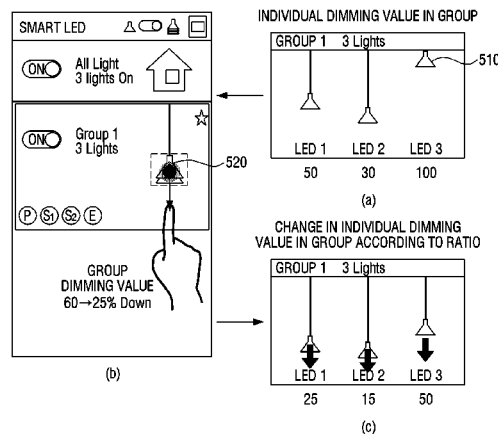 SMART LED
ON
All Light
3 lights On
ON
Group 1
3 Lights
520
P S1 S2 E
GROUP
DIMMING VALUE
60→25% Down
(b)
INDIVIDUAL DIMMING VALUE IN GROUP
GROUP 1 3 Lights
510
LED 1 LED 2 LED 3
50 30 100
(a)
CHANGE IN INDIVIDUAL DIMMING
VALUE IN GROUP ACCORDING TO RATIO
GROUP 1 3 Lights
LED 1 LED 2 LED 3
25 15 50
(c)